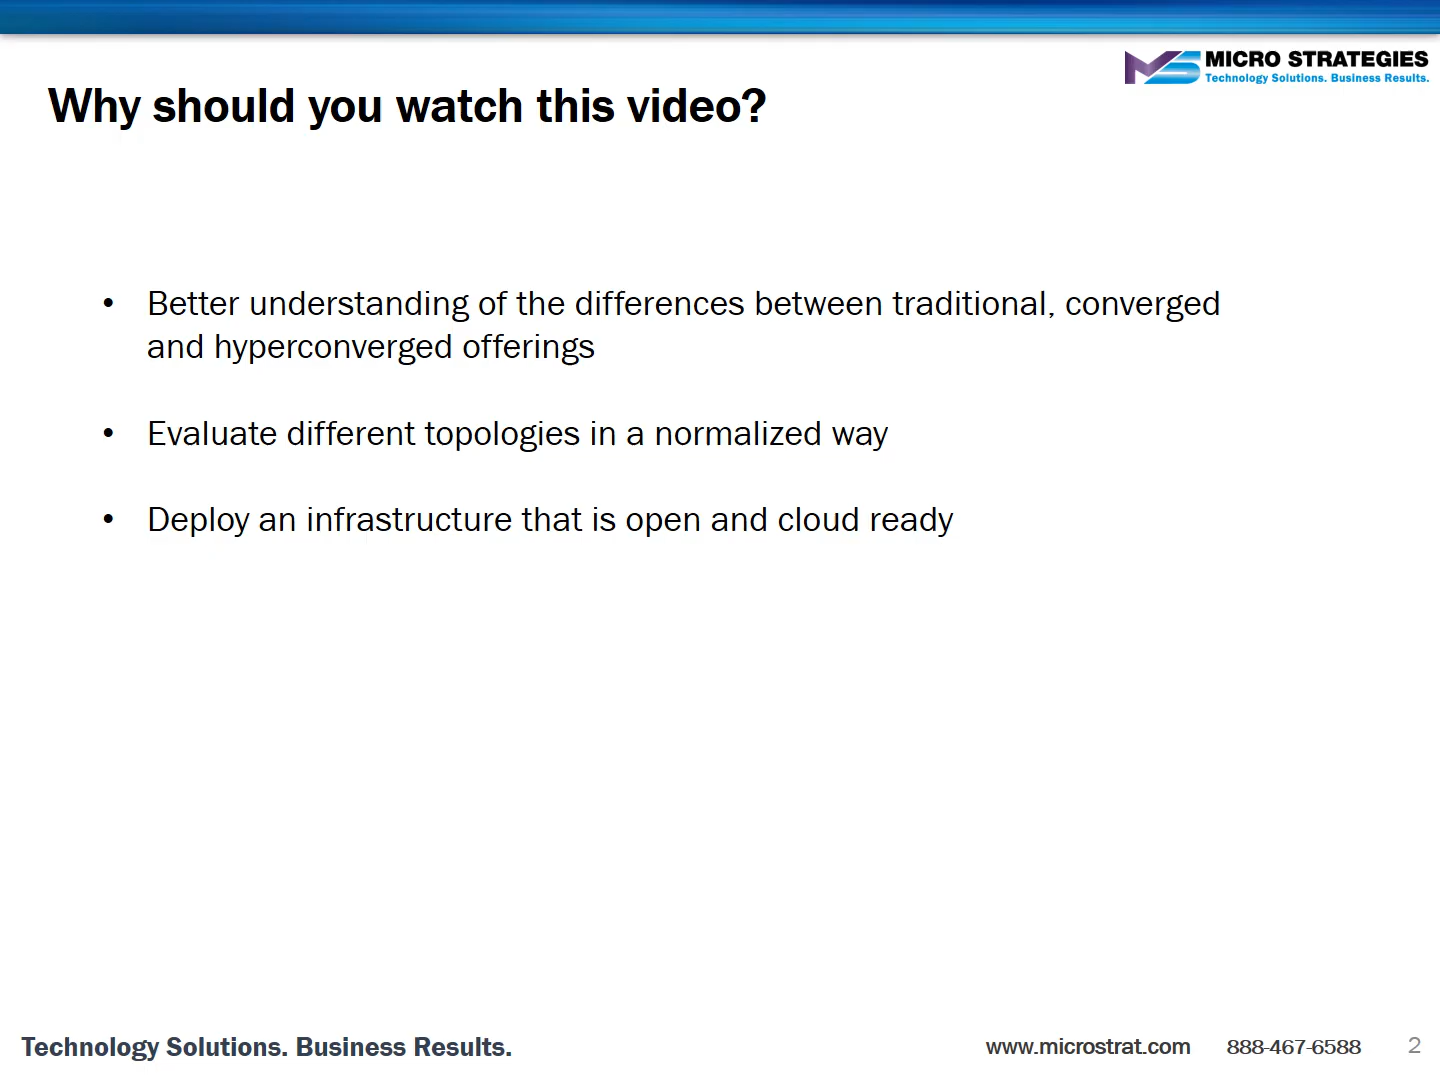 MICRO STRATEGIES
Technology Solutions. Business Results.
Why should you watch this video?
• Better understanding of the differences between traditional, converged
and hyperconverged offerings
• Evaluate different topologies in a normalized way
• Deploy an infrastructure that is open and cloud ready
Technology Solutions. Business Results.
www.microstrat.com 888-467-6588 2